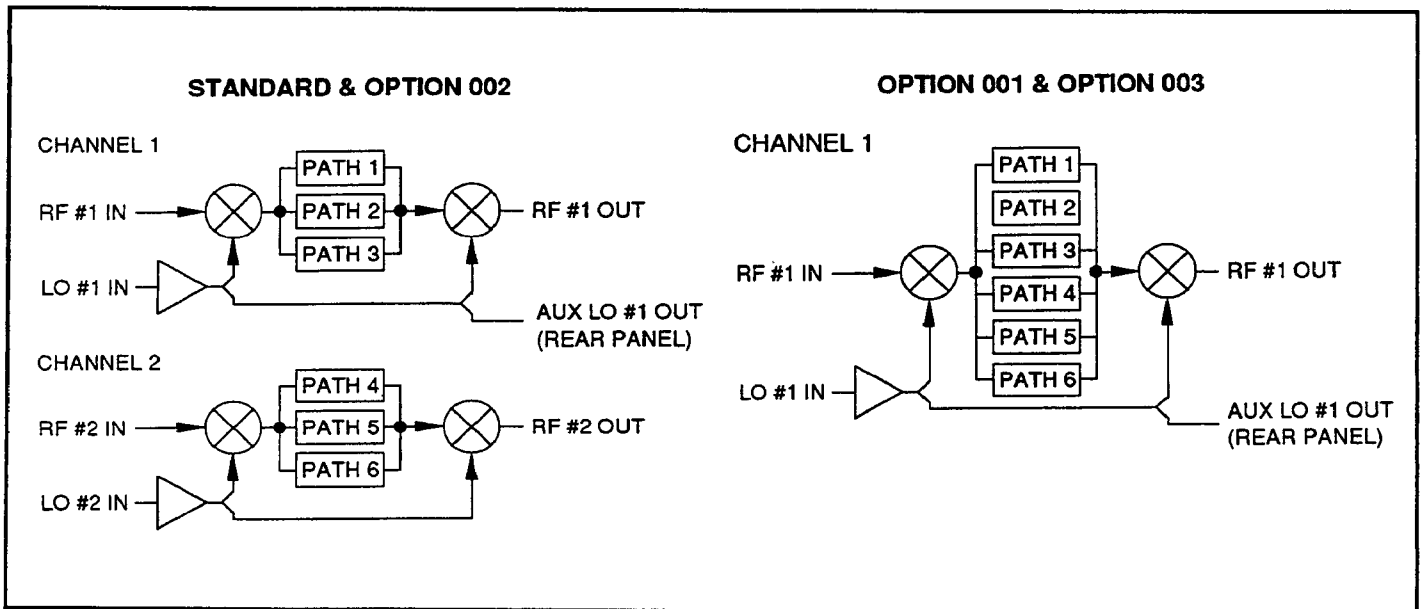 STANDARD & OPTION 002
CHANNEL 1
PATH 1
RF #1 IN
PATH 2
RF #1 OUT
PATH 3
LO #1 IN
AUX LO #1 OUT
(REAR PANEL)
CHANNEL 2
PATH 4
RF #2 IN
PATH 5
RF #2 OUT
PATH 6
LO #2 IN
OPTION 001 & OPTION 003
CHANNEL 1
PATH 1
PATH 2
PATH 3
RF #1 IN
RF #1 OUT
PATH 4
PATH 5
PATH 6
LO #1 IN
AUX LO #1 OUT
(REAR PANEL)